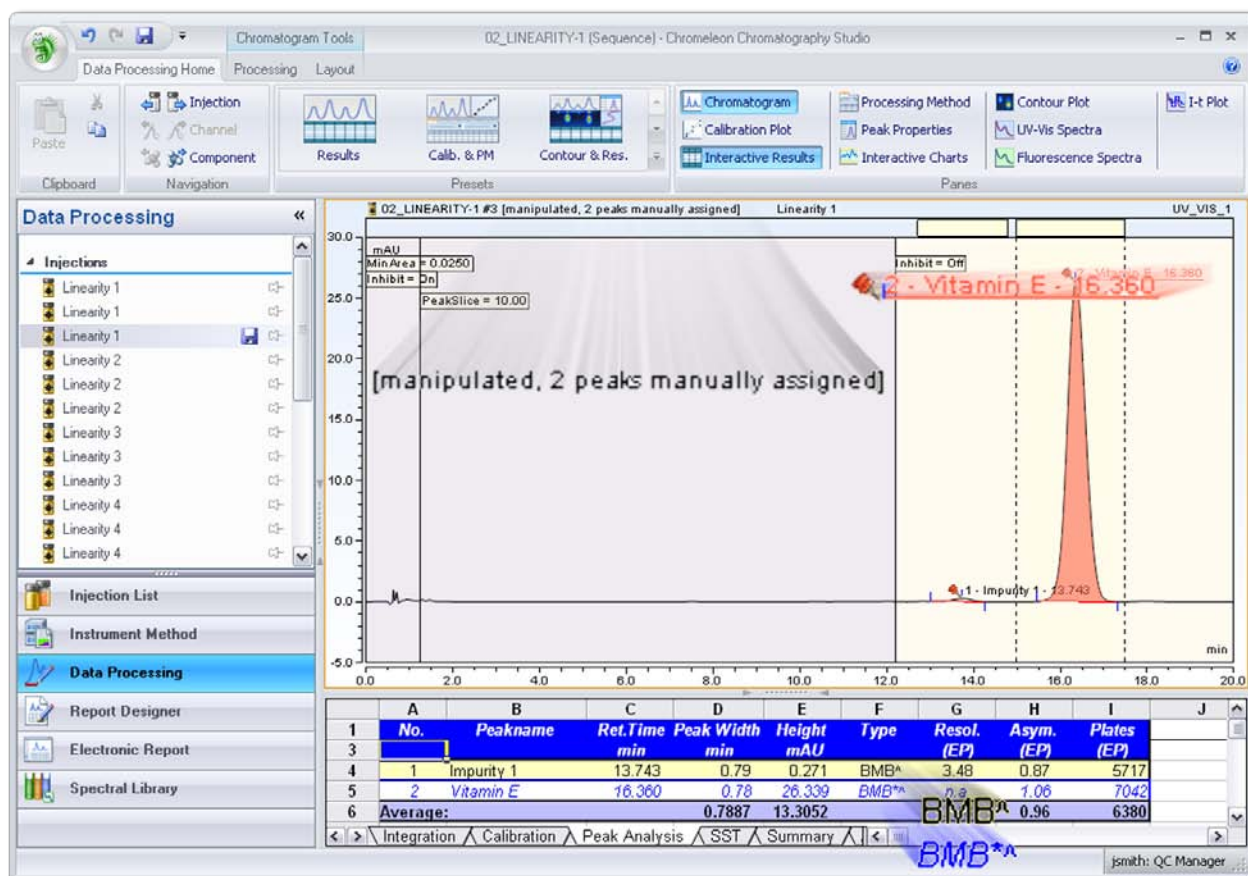 Chromatogram Tools
02_LINEARITY-1 (Sequence) - Chromeleon Chromatography Studio
Data Processing Home Processing Layout
Paste
Clipboard
Injection
Channel
Component
Navigation
Results
Calib. & PM
Contour & Res.
Presets
Chromatogram
Calibration Plot
Interactive Results
Processing Method
Peak Properties
Interactive Charts
Contour Plot
UV-Vis Spectra
Fluorescence Spectra
I-t Plot
Panes
Data Processing «
Injections
Linearity 1
Linearity 1
Linearity 1
Linearity 2
Linearity 2
Linearity 2
Linearity 3
Linearity 3
Linearity 3
Linearity 4
Linearity 4
Linearity 4
Injection List
Instrument Method
Data Processing
Report Designer
Electronic Report
Spectral Library
02_LINEARITY-1 #3 [manipulated, 2 peaks manually assigned] Linearity 1 UV_VIS_1
mAU
MinArea = 0.0250
Inhibit = On
PeakSlice = 10.00
Inhibit = Off
2 - Vitamin E - 16.360
2 - Vitamin E - 16.360
[manipulated, 2 peaks manually assigned]
1 - Impurity 1 - 13.743
30.0
25.0
20.0
15.0
10.0
5.0
0.0
-5.0
min
0.0 2.0 4.0 6.0 8.0 10.0 12.0 14.0 16.0 18.0 20.0
A B C D E F G H I J
1 No. Peakname Ret.Time Peak Width Height Type Resol. Asym. Plates
3 min min mAU (EP) (EP) (EP)
4 1 Impurity 1 13.743 0.79 0.271 BMB^ 3.48 0.87 5717
5 2 Vitamin E 16.360 0.78 26.339 BMB*^ n.a 1.06 7042
6 Average: 0.7887 13.3052 0.96 6380
BMB^
BMB*^
Integration Calibration Peak Analysis SST Summary
jsmith: QC Manager